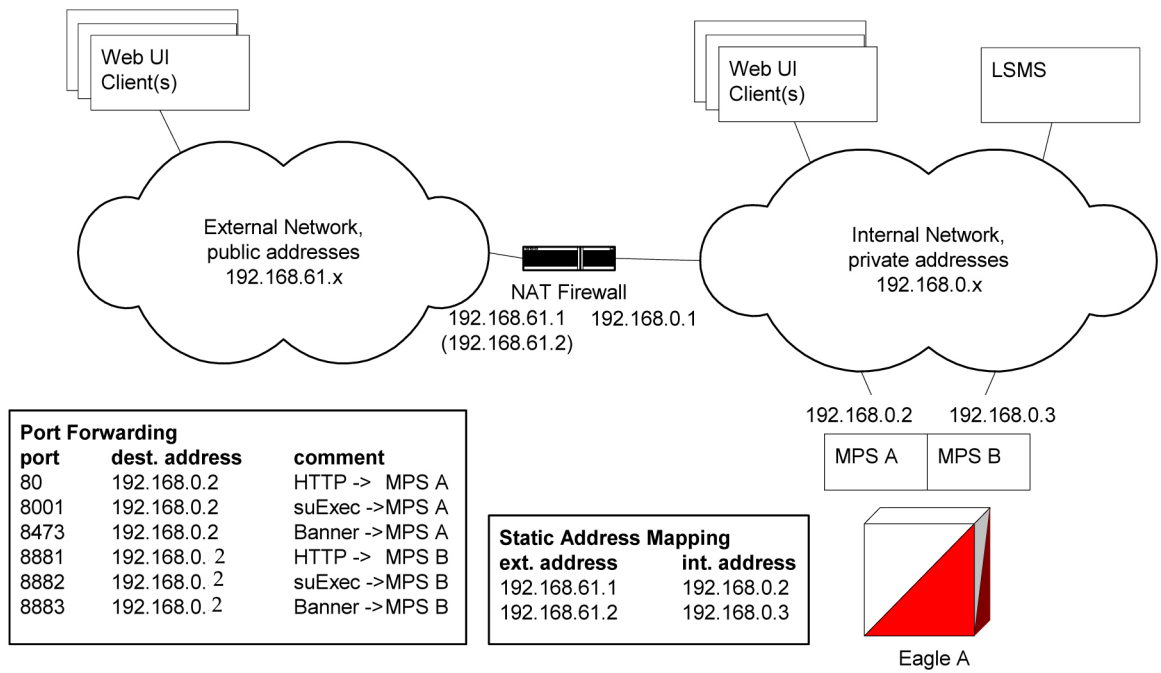 Web UI
Client(s)
Web UI
Client(s)
LSMS
External Network,
public addresses
192.168.61.x
Internal Network,
private addresses
192.168.0.x
NAT Firewall
192.168.61.1 192.168.0.1
(192.168.61.2)
192.168.0.2 192.168.0.3
MPS A MPS B
Port Forwarding
port dest. address comment
80 192.168.0.2 HTTP -> MPS A
8001 192.168.0.2 suExec ->MPS A
8473 192.168.0.2 Banner ->MPS A
8881 192.168.0. 2 HTTP -> MPS B
8882 192.168.0. 2 suExec ->MPS B
8883 192.168.0. 2 Banner ->MPS B
Static Address Mapping
ext. address int. address
192.168.61.1 192.168.0.2
192.168.61.2 192.168.0.3
Eagle A